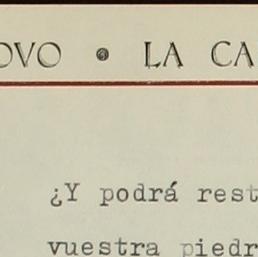 OVO • LA CA
¿Y podrá rest
vuestra piedr